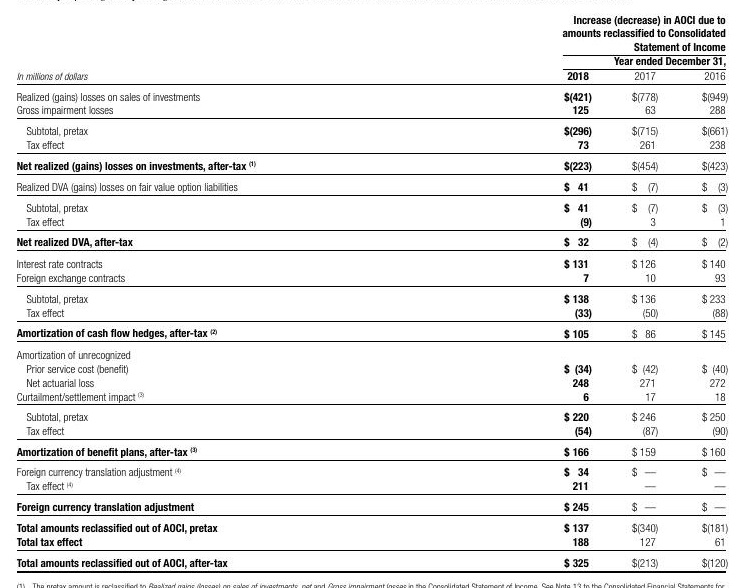 Increase (decrease) in AOCI due to
amounts reclassified to Consolidated
Statement of Income
Year ended December 31,
In millions of dollars 2018 2017 2016
Realized (gains) losses on sales of investments $(421) $(778) $(949)
Gross impairment losses 125 63 288
Subtotal, pretax $(296) $(715) $(661)
Tax effect 73 261 238
Net realized (gains) losses on investments, after-tax (1) $(223) $(454) $(423)
Realized DVA (gains) losses on fair value option liabilities $ 41 $ (7) $ (3)
Subtotal, pretax $ 41 $ (7) $ (3)
Tax effect (9) 3 1
Net realized DVA, after-tax $ 32 $ (4) $ (2)
Interest rate contracts $ 131 $ 126 $ 140
Foreign exchange contracts 7 10 93
Subtotal, pretax $ 138 $ 136 $ 233
Tax effect (33) (50) (88)
Amortization of cash flow hedges, after-tax (2) $ 105 $ 86 $ 145
Amortization of unrecognized
Prior service cost (benefit) $ (34) $ (42) $ (40)
Net actuarial loss 248 271 272
Curtailment/settlement impact (3) 6 17 18
Subtotal, pretax $ 220 $ 246 $ 250
Tax effect (54) (87) (90)
Amortization of benefit plans, after-tax (3) $ 166 $ 159 $ 160
Foreign currency translation adjustment (4) $ 34 $ — $ —
Tax effect (4) 211 — —
Foreign currency translation adjustment $ 245 $ — $ —
Total amounts reclassified out of AOCI, pretax $ 137 $(340) $(181)
Total tax effect 188 127 61
Total amounts reclassified out of AOCI, after-tax $ 325 $(213) $(120)
(1) The pretax amount is reclassified to Realized gains (losses) on sales of investments, net and Gross impairment losses in the Consolidated Statement of Income. See Note 13 to the Consolidated Financial Statements for